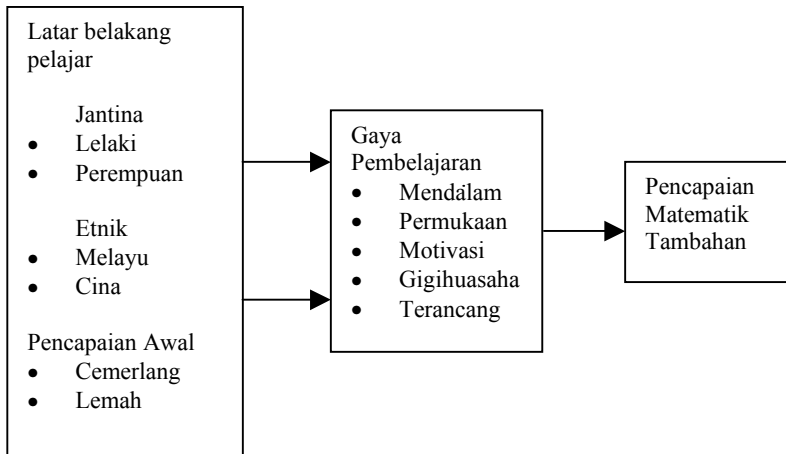 Latar belakang
pelajar
Jantina
• Lelaki
• Perempuan
Etnik
• Melayu
• Cina
Pencapaian Awal
• Cemerlang
• Lemah
Gaya
Pembelajaran
• Mendalam
• Permukaan
• Motivasi
• Gigihuasaha
• Terancang
Pencapaian
Matematik
Tambahan